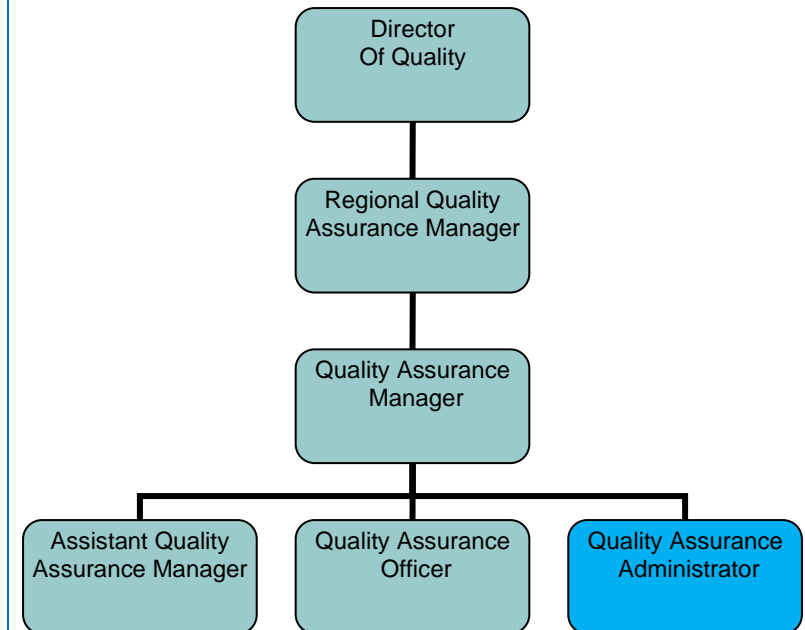 Director
Of Quality
Regional Quality
Assurance Manager
Quality Assurance
Manager
Assistant Quality
Assurance Manager
Quality Assurance
Officer
Quality Assurance
Administrator